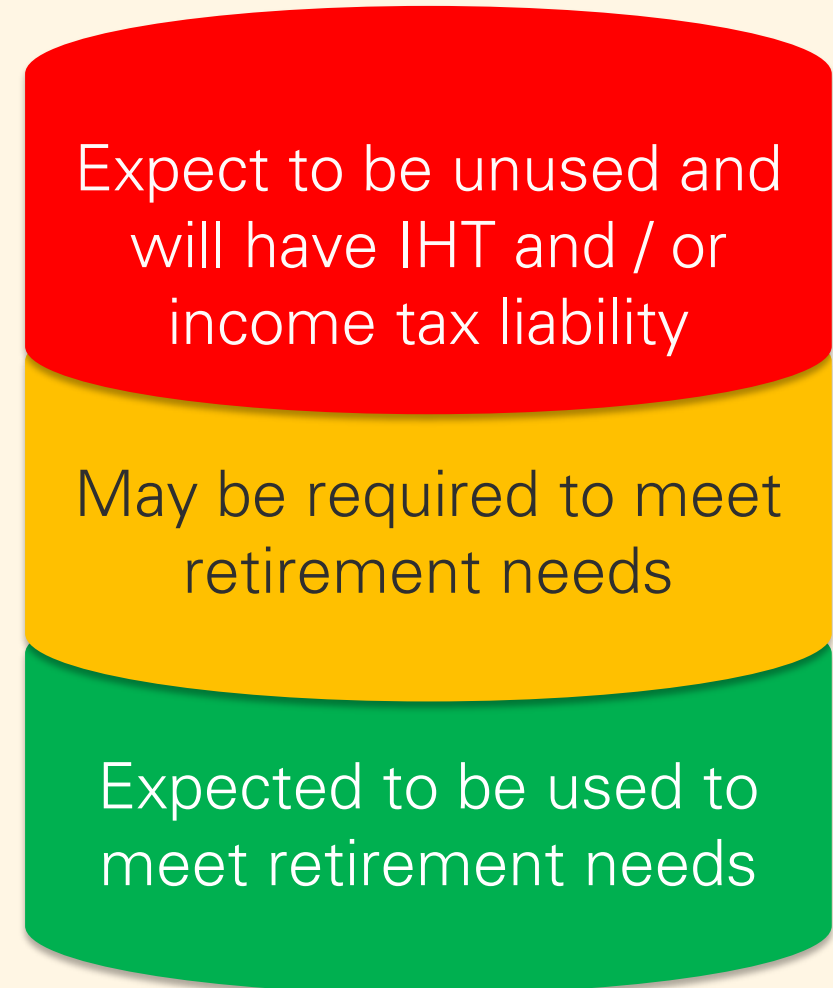 Expect to be unused and
will have IHT and / or
income tax liability
May be required to meet
retirement needs
Expected to be used to
meet retirement needs